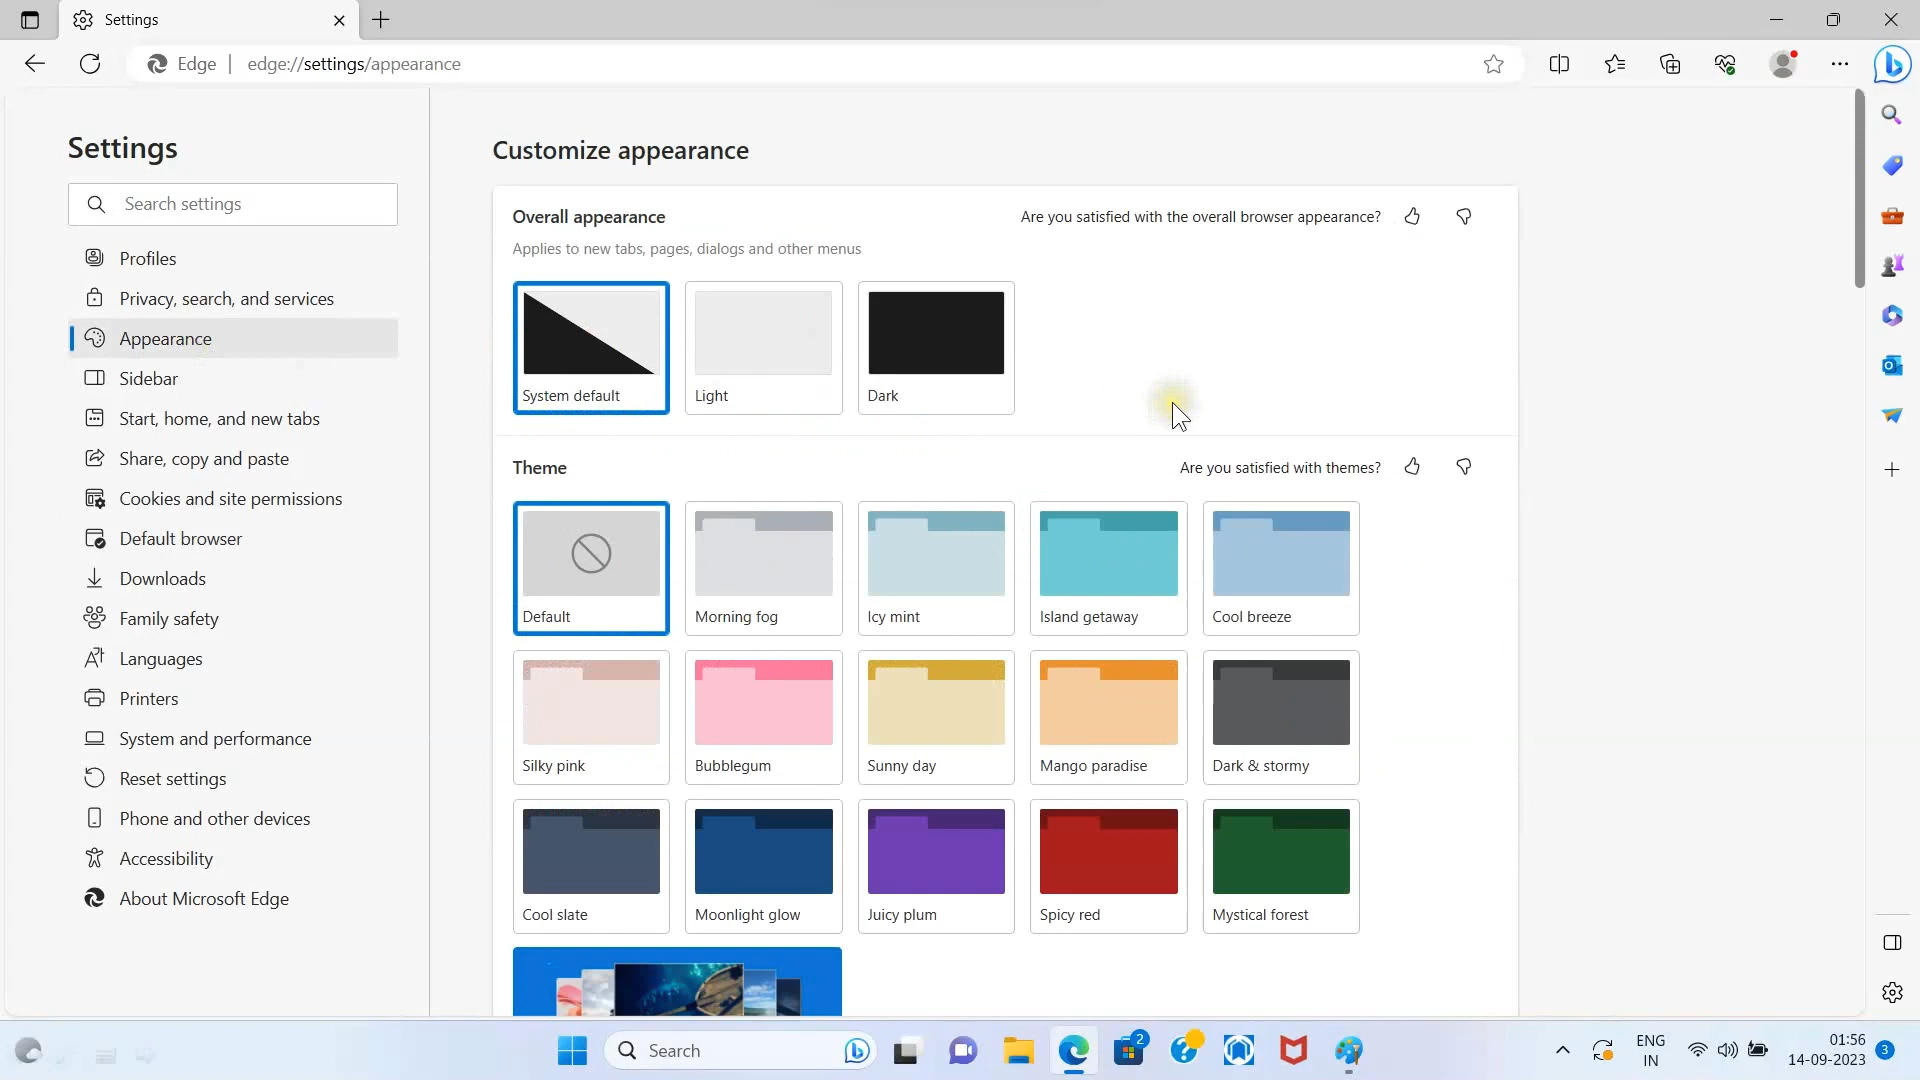 Settings
Edge
edge://settings/appearance
Settings
Search settings
Profiles
Privacy, search, and services
Appearance
Sidebar
Start, home, and new tabs
Share, copy and paste
Cookies and site permissions
Default browser
Downloads
Family safety
Languages
Printers
System and performance
Reset settings
Phone and other devices
Accessibility
About Microsoft Edge
Customize appearance
Overall appearance
Are you satisfied with the overall browser appearance?
Applies to new tabs, pages, dialogs and other menus
System default
Light
Dark
Theme
Are you satisfied with themes?
Default
Morning fog
Icy mint
Island getaway
Cool breeze
Silky pink
Bubblegum
Sunny day
Mango paradise
Dark & stormy
Cool slate
Moonlight glow
Juicy plum
Spicy red
Mystical forest
Search
2
ENG
IN
01:56
14-09-2023
3